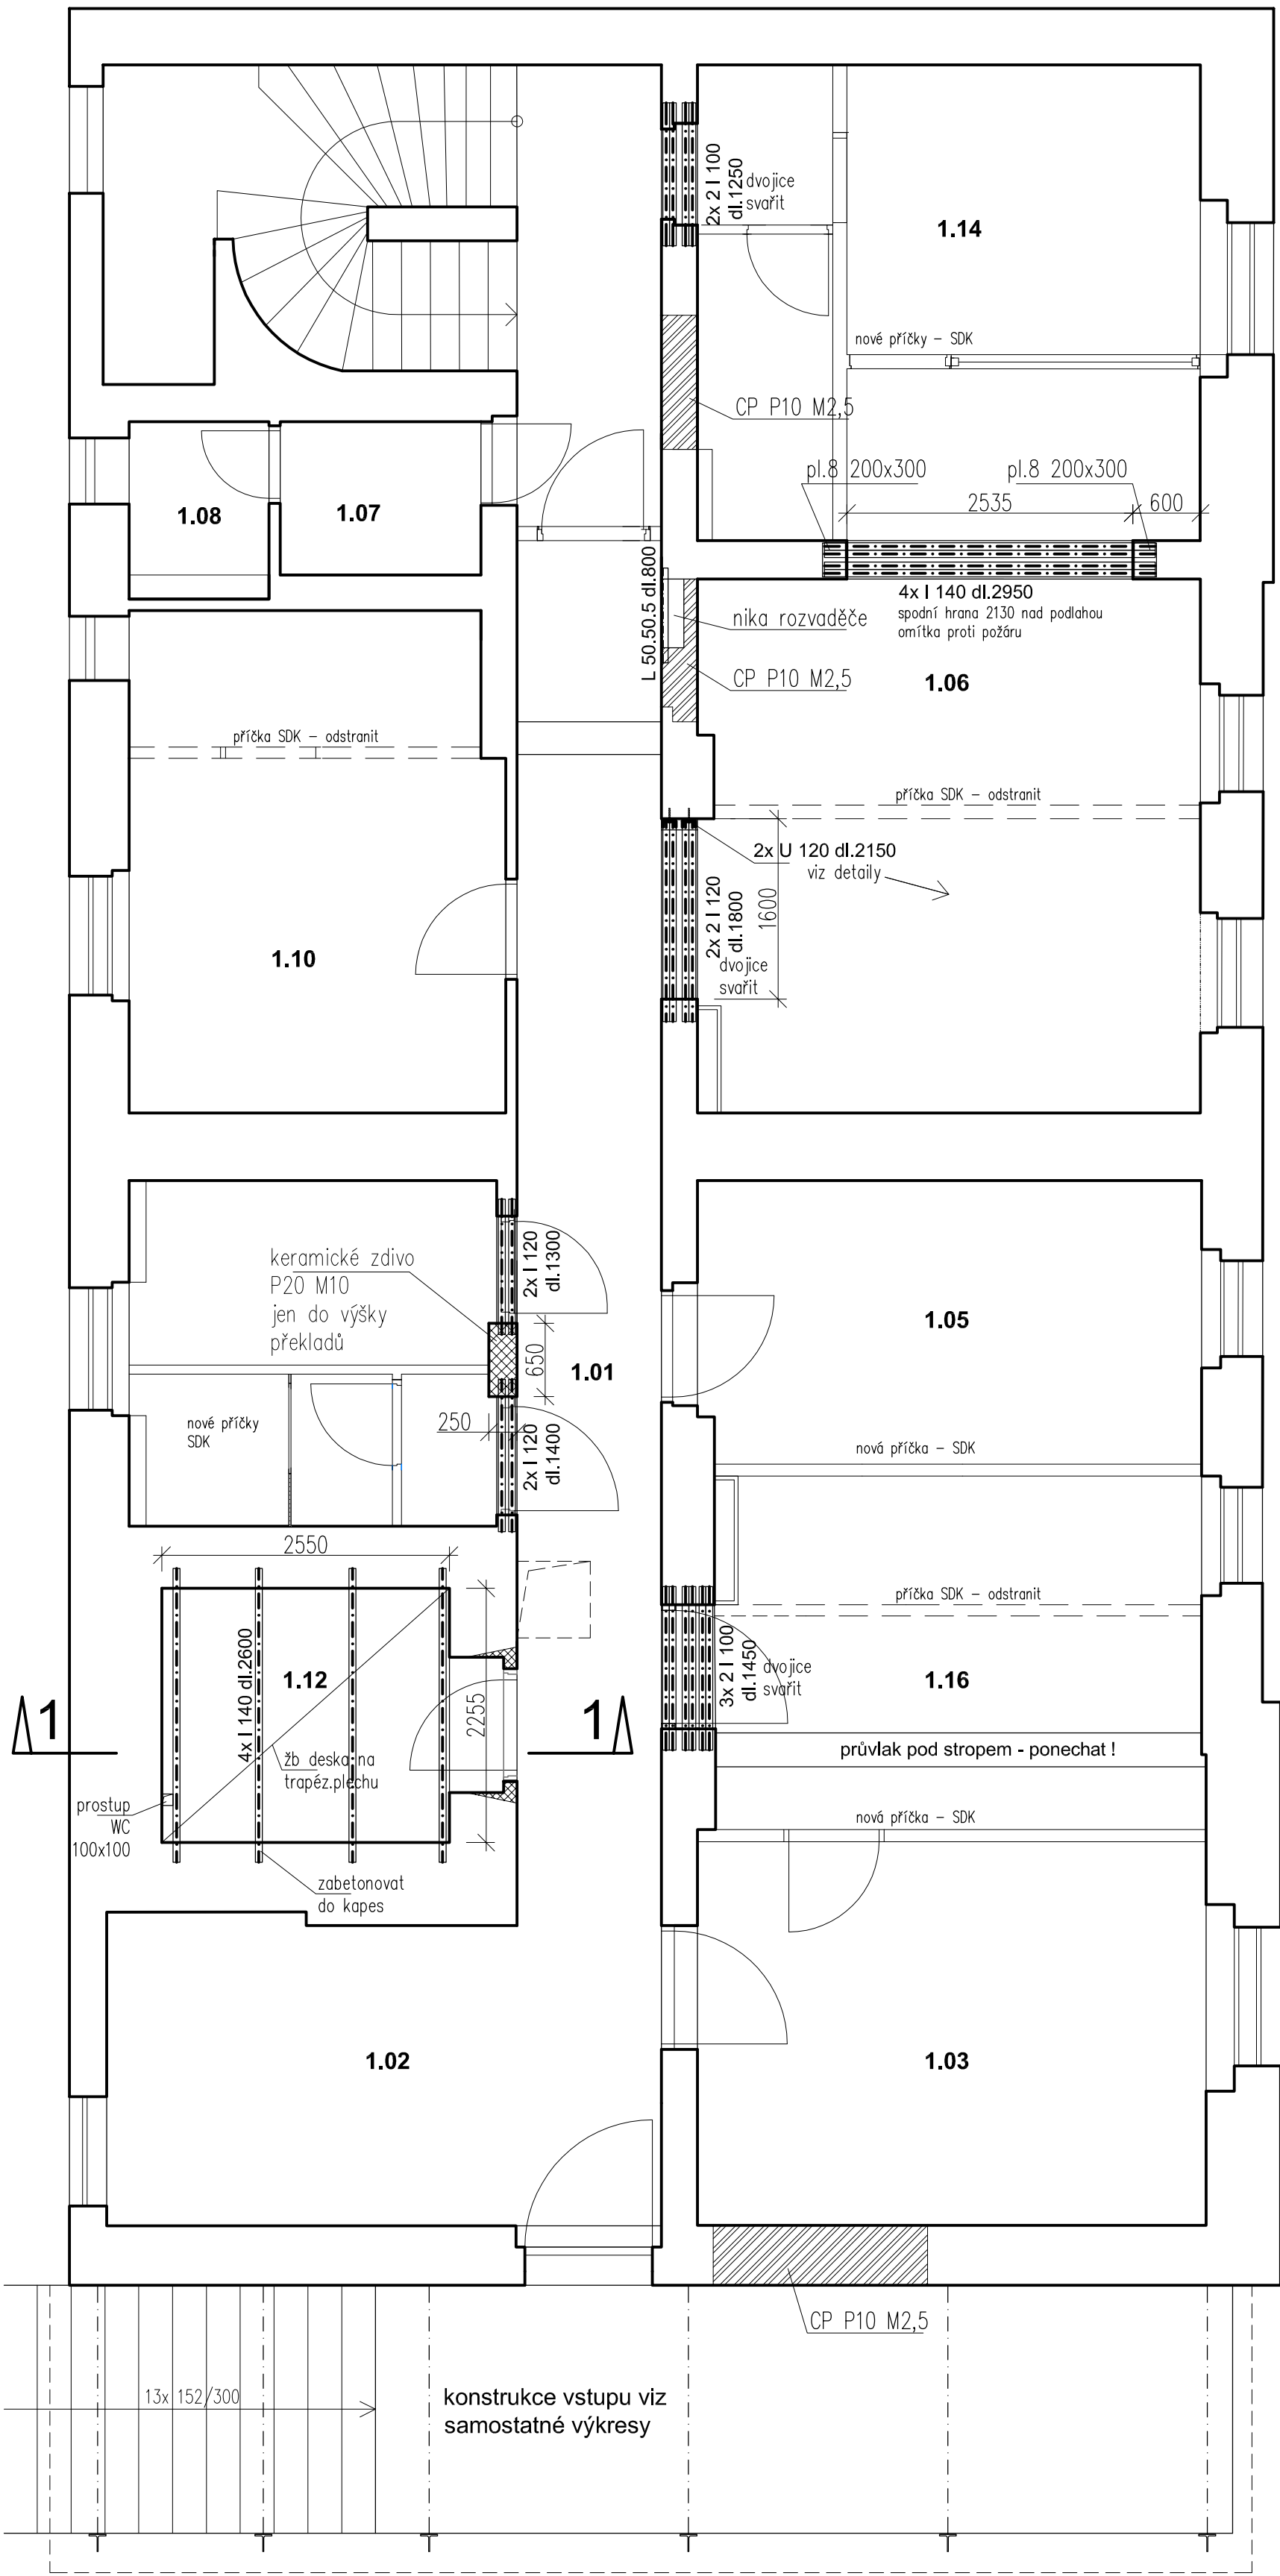 2x 2 I 100
dl.1250
dvojice
svařit
1.14
nové příčky – SDK
CP P10 M2,5
pl.8 200x300
pl.8 200x300
2535
600
1.08
1.07
L 50.50.5 dl.800
4x I 140 dl.2950
spodní hrana 2130 nad podlahou
omítka proti požáru
nika rozvaděče
CP P10 M2,5
1.06
příčka SDK – odstranit
příčka SDK – odstranit
2x U 120 dl.2150
viz detaily
2x 2 I 120
dl.1800
1600
dvojice
svařit
1.10
keramické zdivo
P20 M10
jen do výšky
překladů
2x I 120
dl.1300
650
1.01
1.05
250
2x I 120
dl.1400
nové příčky
SDK
nová příčka – SDK
2550
příčka SDK – odstranit
4x I 140 dl.2600
1.12
2255
3x 2 I 100
dl.1450
dvojice
svařit
1.16
1
1
žb deska na
trapéz.plechu
průvlak pod stropem - ponechat !
prostup
WC
100x100
nová příčka – SDK
zabetonovat
do kapes
1.02
1.03
CP P10 M2,5
13x 152/300
konstrukce vstupu viz
samostatné výkresy